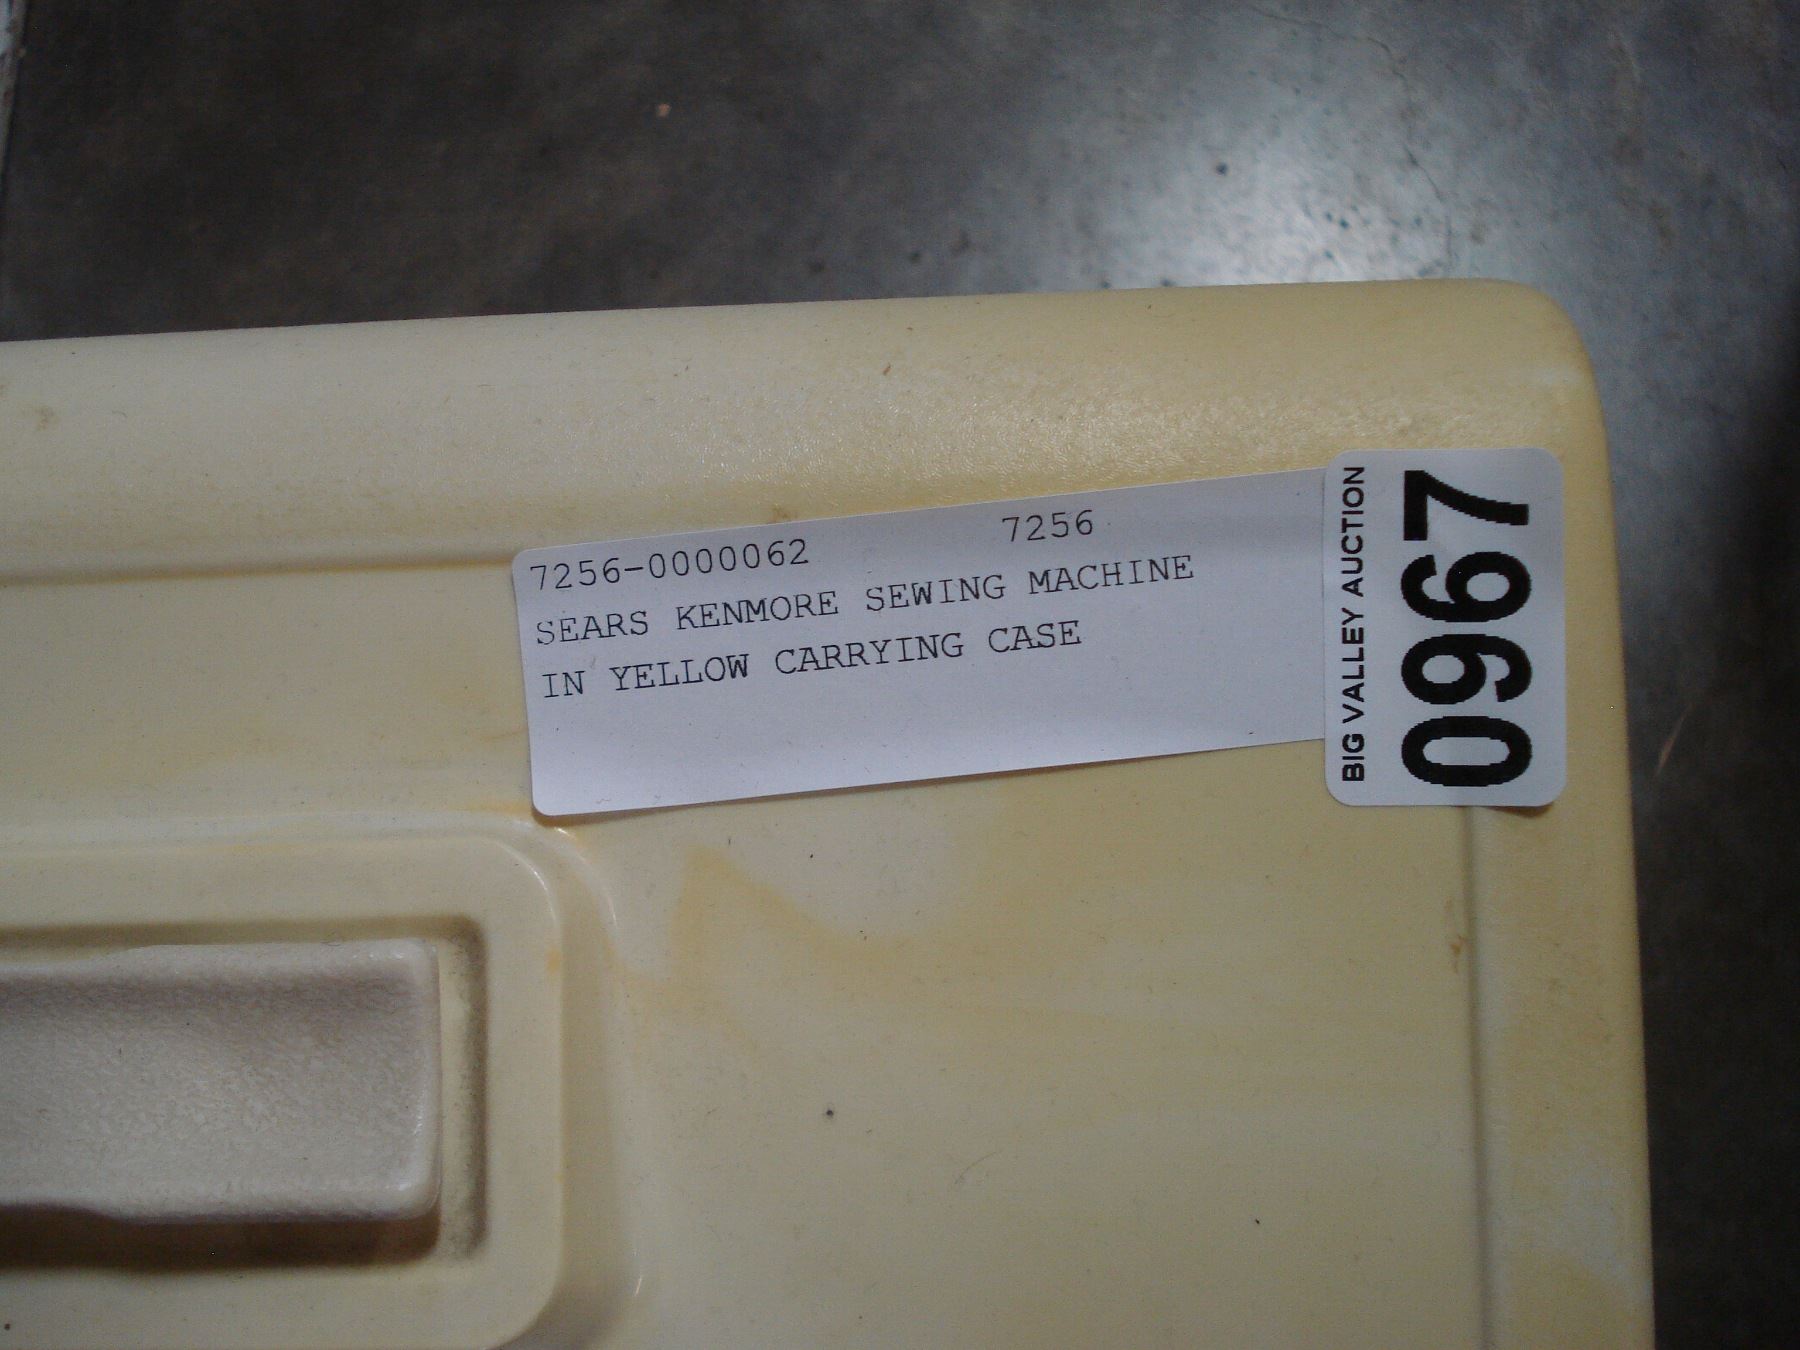 7256-0000062 7256
SEARS KENMORE SEWING MACHINE
IN YELLOW CARRYING CASE
BIG VALLEY AUCTION
0967